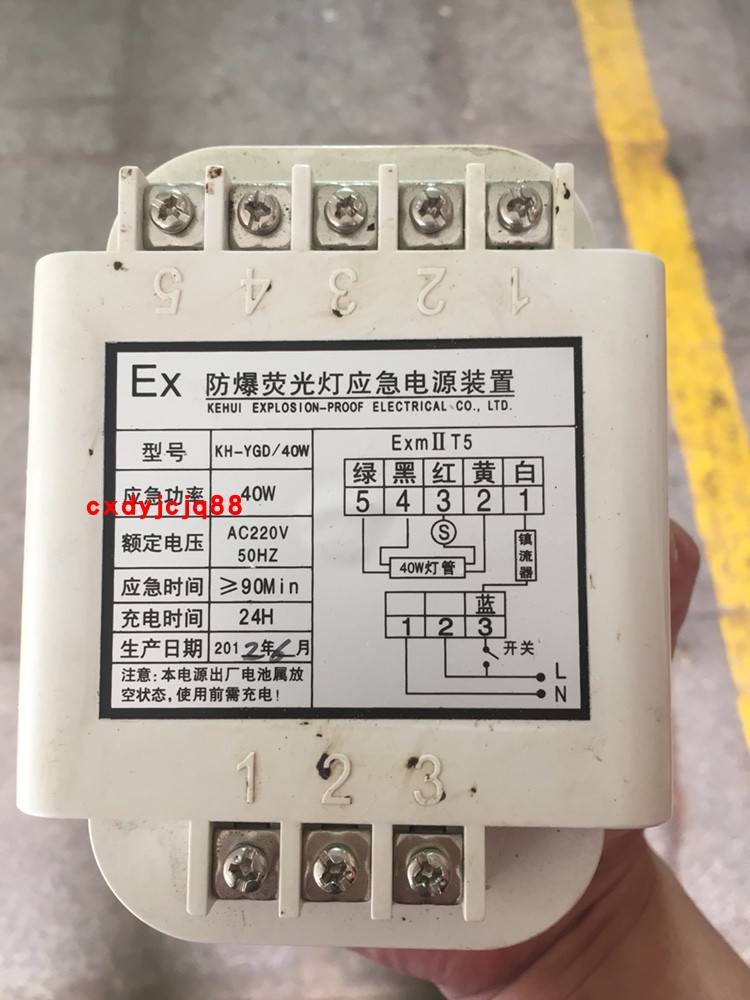 5 4 3 2 1
Ex 防爆荧光灯应急电源装置
KEHUI EXPLOSION-PROOF ELECTRICAL CO., LTD.
型号 KH-YGD/40W
应急功率 40W
cxdyjcjq88
额定电压 AC220V 50HZ
应急时间 ≥90Min
充电时间 24H
生产日期 2012年6月
注意:本电源出厂电池属放
空状态,使用前需充电!
ExmⅡT5
绿 黑 红 黄 白
5 4 3 2 1
S
40W灯管
镇流器
蓝
1 2 3
开关
L
N
1 2 3